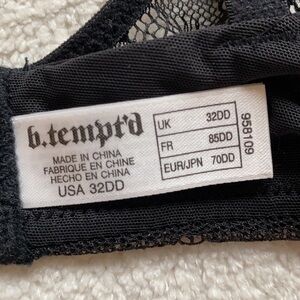 b.tempt'd
MADE IN CHINA
FABRIQUE EN CHINE
HECHO EN CHINA
USA 32DD
UK 32DD
FR 85DD
EUR/JPN 70DD
958109